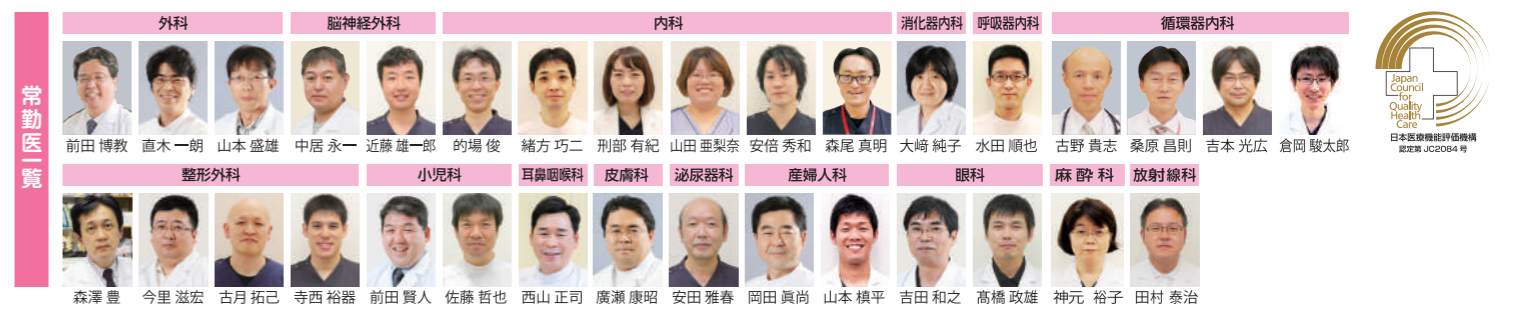 常勤医一覧
外科 脳神経外科 内科 消化器内科 呼吸器内科 循環器内科
前田 博教 直木 一朗 山本 盛雄 中居 永一 近藤 雄一郎 的場 俊 緒方 巧二 刑部 有紀 山田 亜梨奈 安倍 秀和 森尾 真明 大﨑 純子 水田 順也 古野 貴志 桑原 昌則 吉本 光広 倉岡 駿太郎
整形外科 小児科 耳鼻咽喉科 皮膚科 泌尿器科 産婦人科 眼科 麻酔科 放射線科
森澤 豊 今里 滋宏 古月 拓己 寺西 裕器 前田 賢人 佐藤 哲也 西山 正司 廣瀬 康昭 安田 雅春 岡田 眞尚 山本 槙平 吉田 和之 髙橋 政雄 神元 裕子 田村 泰治
Japan
Council
for
Quality
Health
Care
日本医療機能評価機構
認定第 JC2084 号